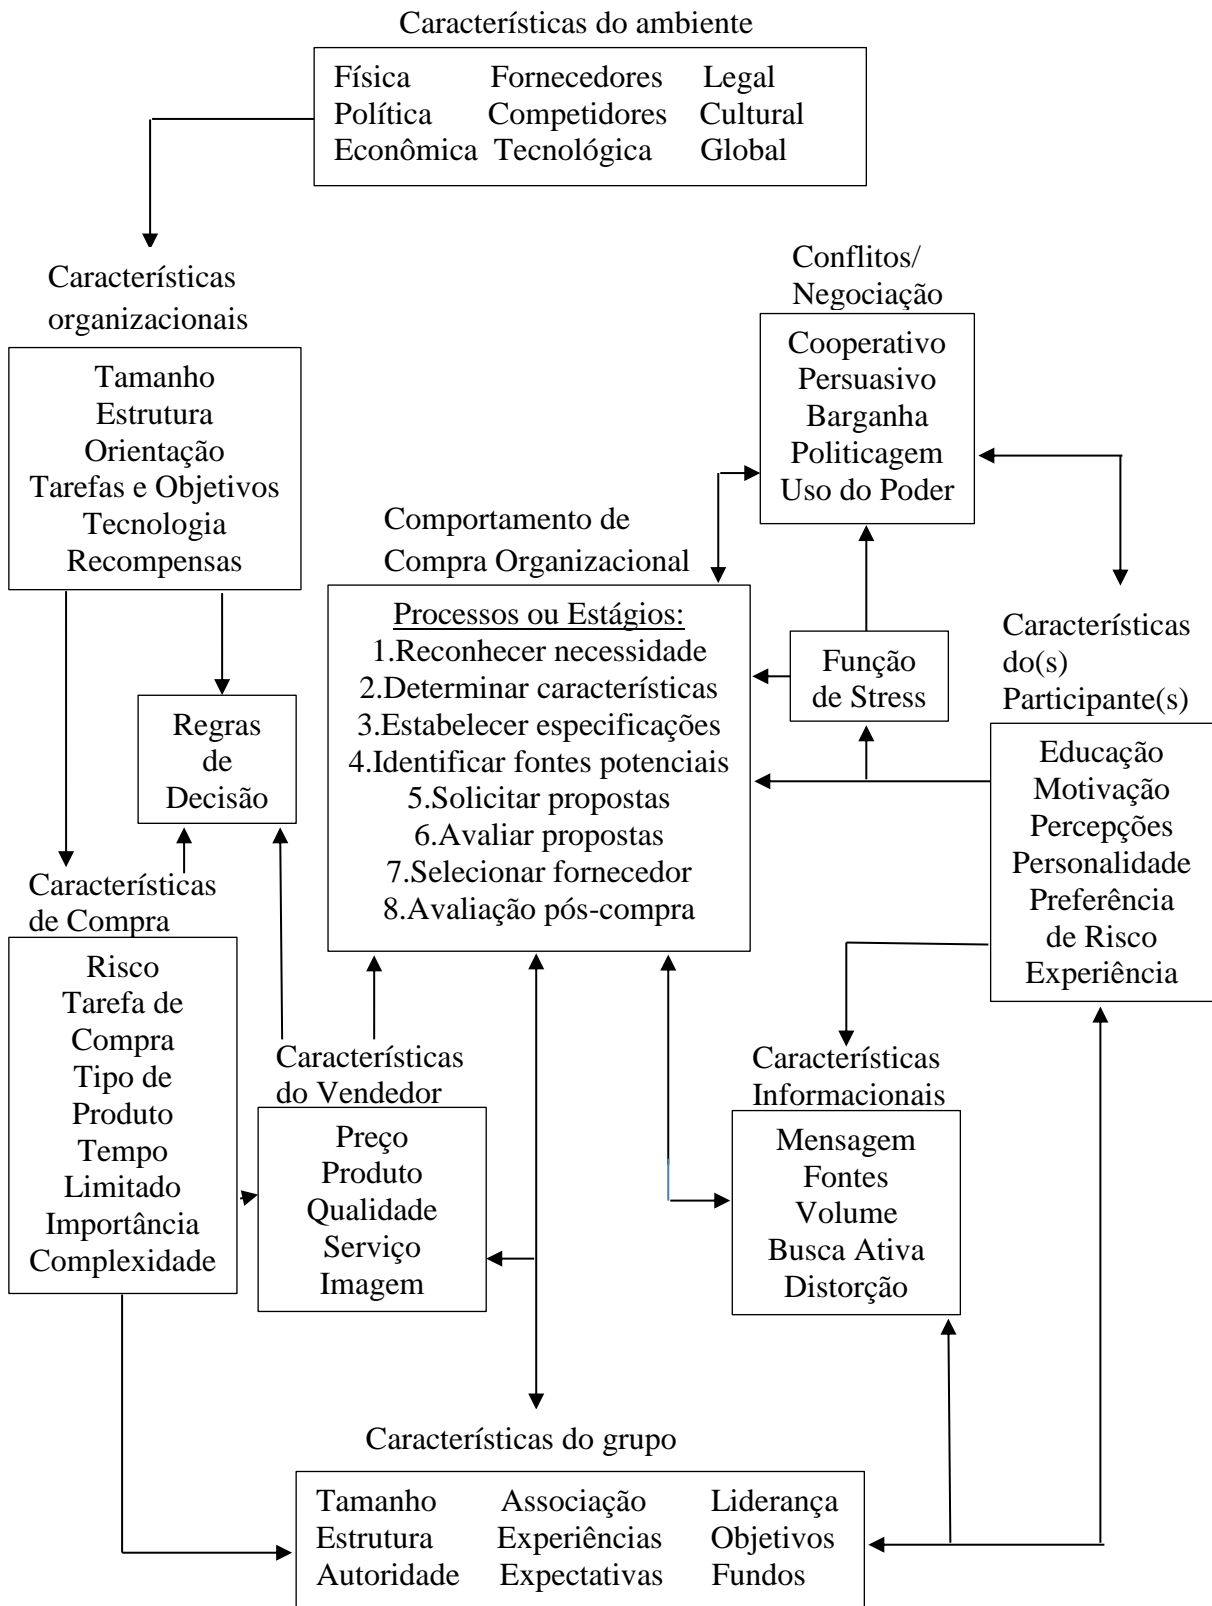 Características do ambiente
Física Fornecedores Legal
Política Competidores Cultural
Econômica Tecnológica Global
Características
organizacionais
Tamanho
Estrutura
Orientação
Tarefas e Objetivos
Tecnologia
Recompensas
Conflitos/
Negociação
Cooperativo
Persuasivo
Barganha
Politicagem
Uso do Poder
Comportamento de
Compra Organizacional
Processos ou Estágios:
1.Reconhecer necessidade
2.Determinar características
3.Estabelecer especificações
4.Identificar fontes potenciais
5.Solicitar propostas
6.Avaliar propostas
7.Selecionar fornecedor
8.Avaliação pós-compra
Função
de Stress
Características
do(s)
Participante(s)
Educação
Motivação
Percepções
Personalidade
Preferência
de Risco
Experiência
Regras
de
Decisão
Características
de Compra
Risco
Tarefa de
Compra
Tipo de
Produto
Tempo
Limitado
Importância
Complexidade
Características
do Vendedor
Preço
Produto
Qualidade
Serviço
Imagem
Características
Informacionais
Mensagem
Fontes
Volume
Busca Ativa
Distorção
Características do grupo
Tamanho Associação Liderança
Estrutura Experiências Objetivos
Autoridade Expectativas Fundos